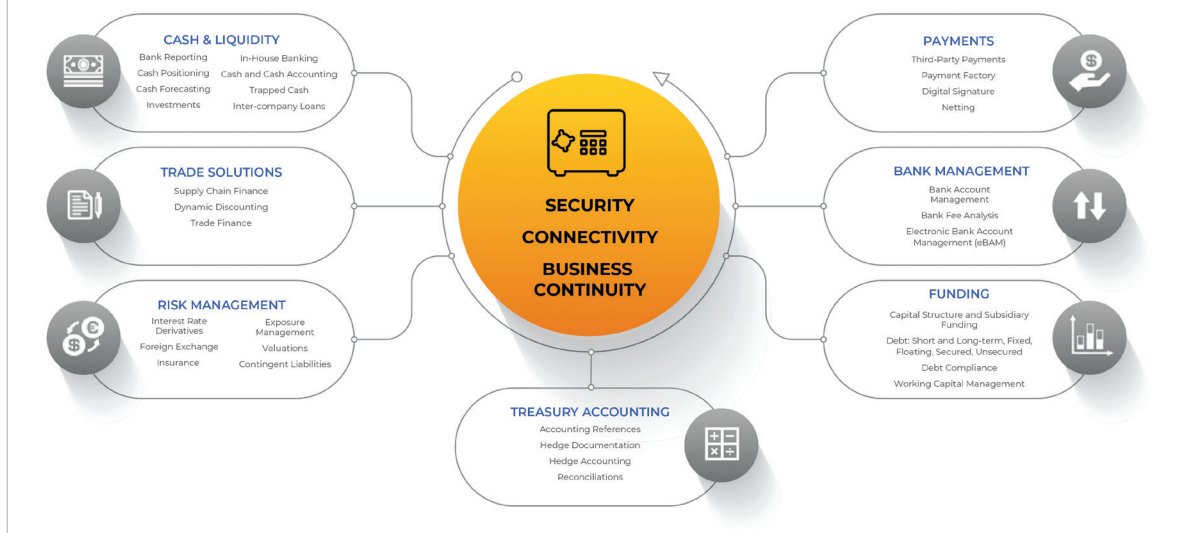 CASH & LIQUIDITY
Bank Reporting
Cash Positioning
Cash Forecasting
Investments
In-House Banking
Cash and Cash Accounting
Trapped Cash
Inter-company Loans
TRADE SOLUTIONS
Supply Chain Finance
Dynamic Discounting
Trade Finance
RISK MANAGEMENT
Interest Rate
Derivatives
Foreign Exchange
Insurance
Exposure
Management
Valuations
Contingent Liabilities
SECURITY
CONNECTIVITY
BUSINESS
CONTINUITY
TREASURY ACCOUNTING
Accounting References
Hedge Documentation
Hedge Accounting
Reconciliations
PAYMENTS
Third-Party Payments
Payment Factory
Digital Signature
Netting
BANK MANAGEMENT
Bank Account
Management
Bank Fee Analysis
Electronic Bank Account
Management (eBAM)
FUNDING
Capital Structure and Subsidiary
Funding
Debt: Short and Long-term, Fixed,
Floating, Secured, Unsecured
Debt Compliance
Working Capital Management